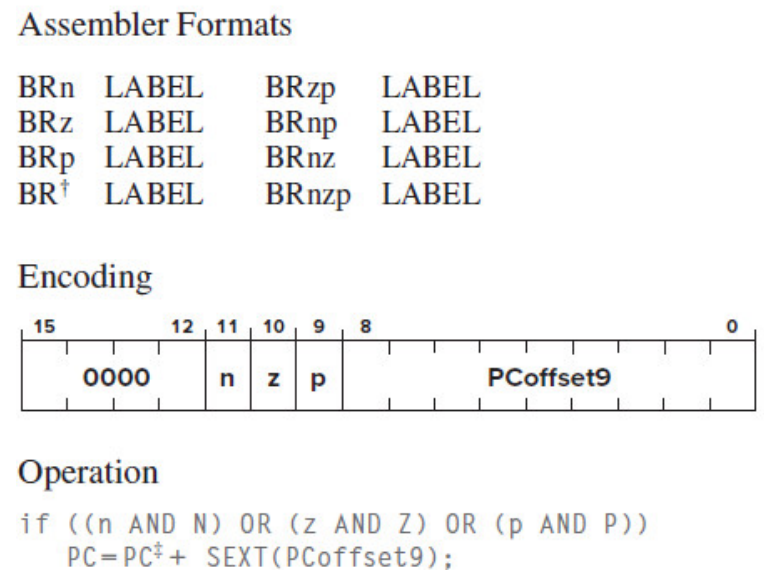 Assembler Formats
BRn LABEL BRzp LABEL
BRz LABEL BRnp LABEL
BRp LABEL BRnz LABEL
BR† LABEL BRnzp LABEL
Encoding
15 12 11 10 9 8 0
0000 n z p PCoffset9
Operation
if ((n AND N) OR (z AND Z) OR (p AND P))
PC=PC‡+ SEXT(PCoffset9);